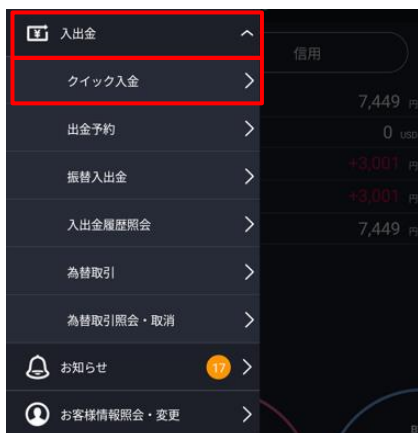 入出金
信用
クイック入金
7,449 円
出金予約
0 USD
+3,001 円
振替入出金
+3,001 円
入出金履歴照会
7,449 円
為替取引
為替取引照会・取消
お知らせ 17
お客様情報照会・変更